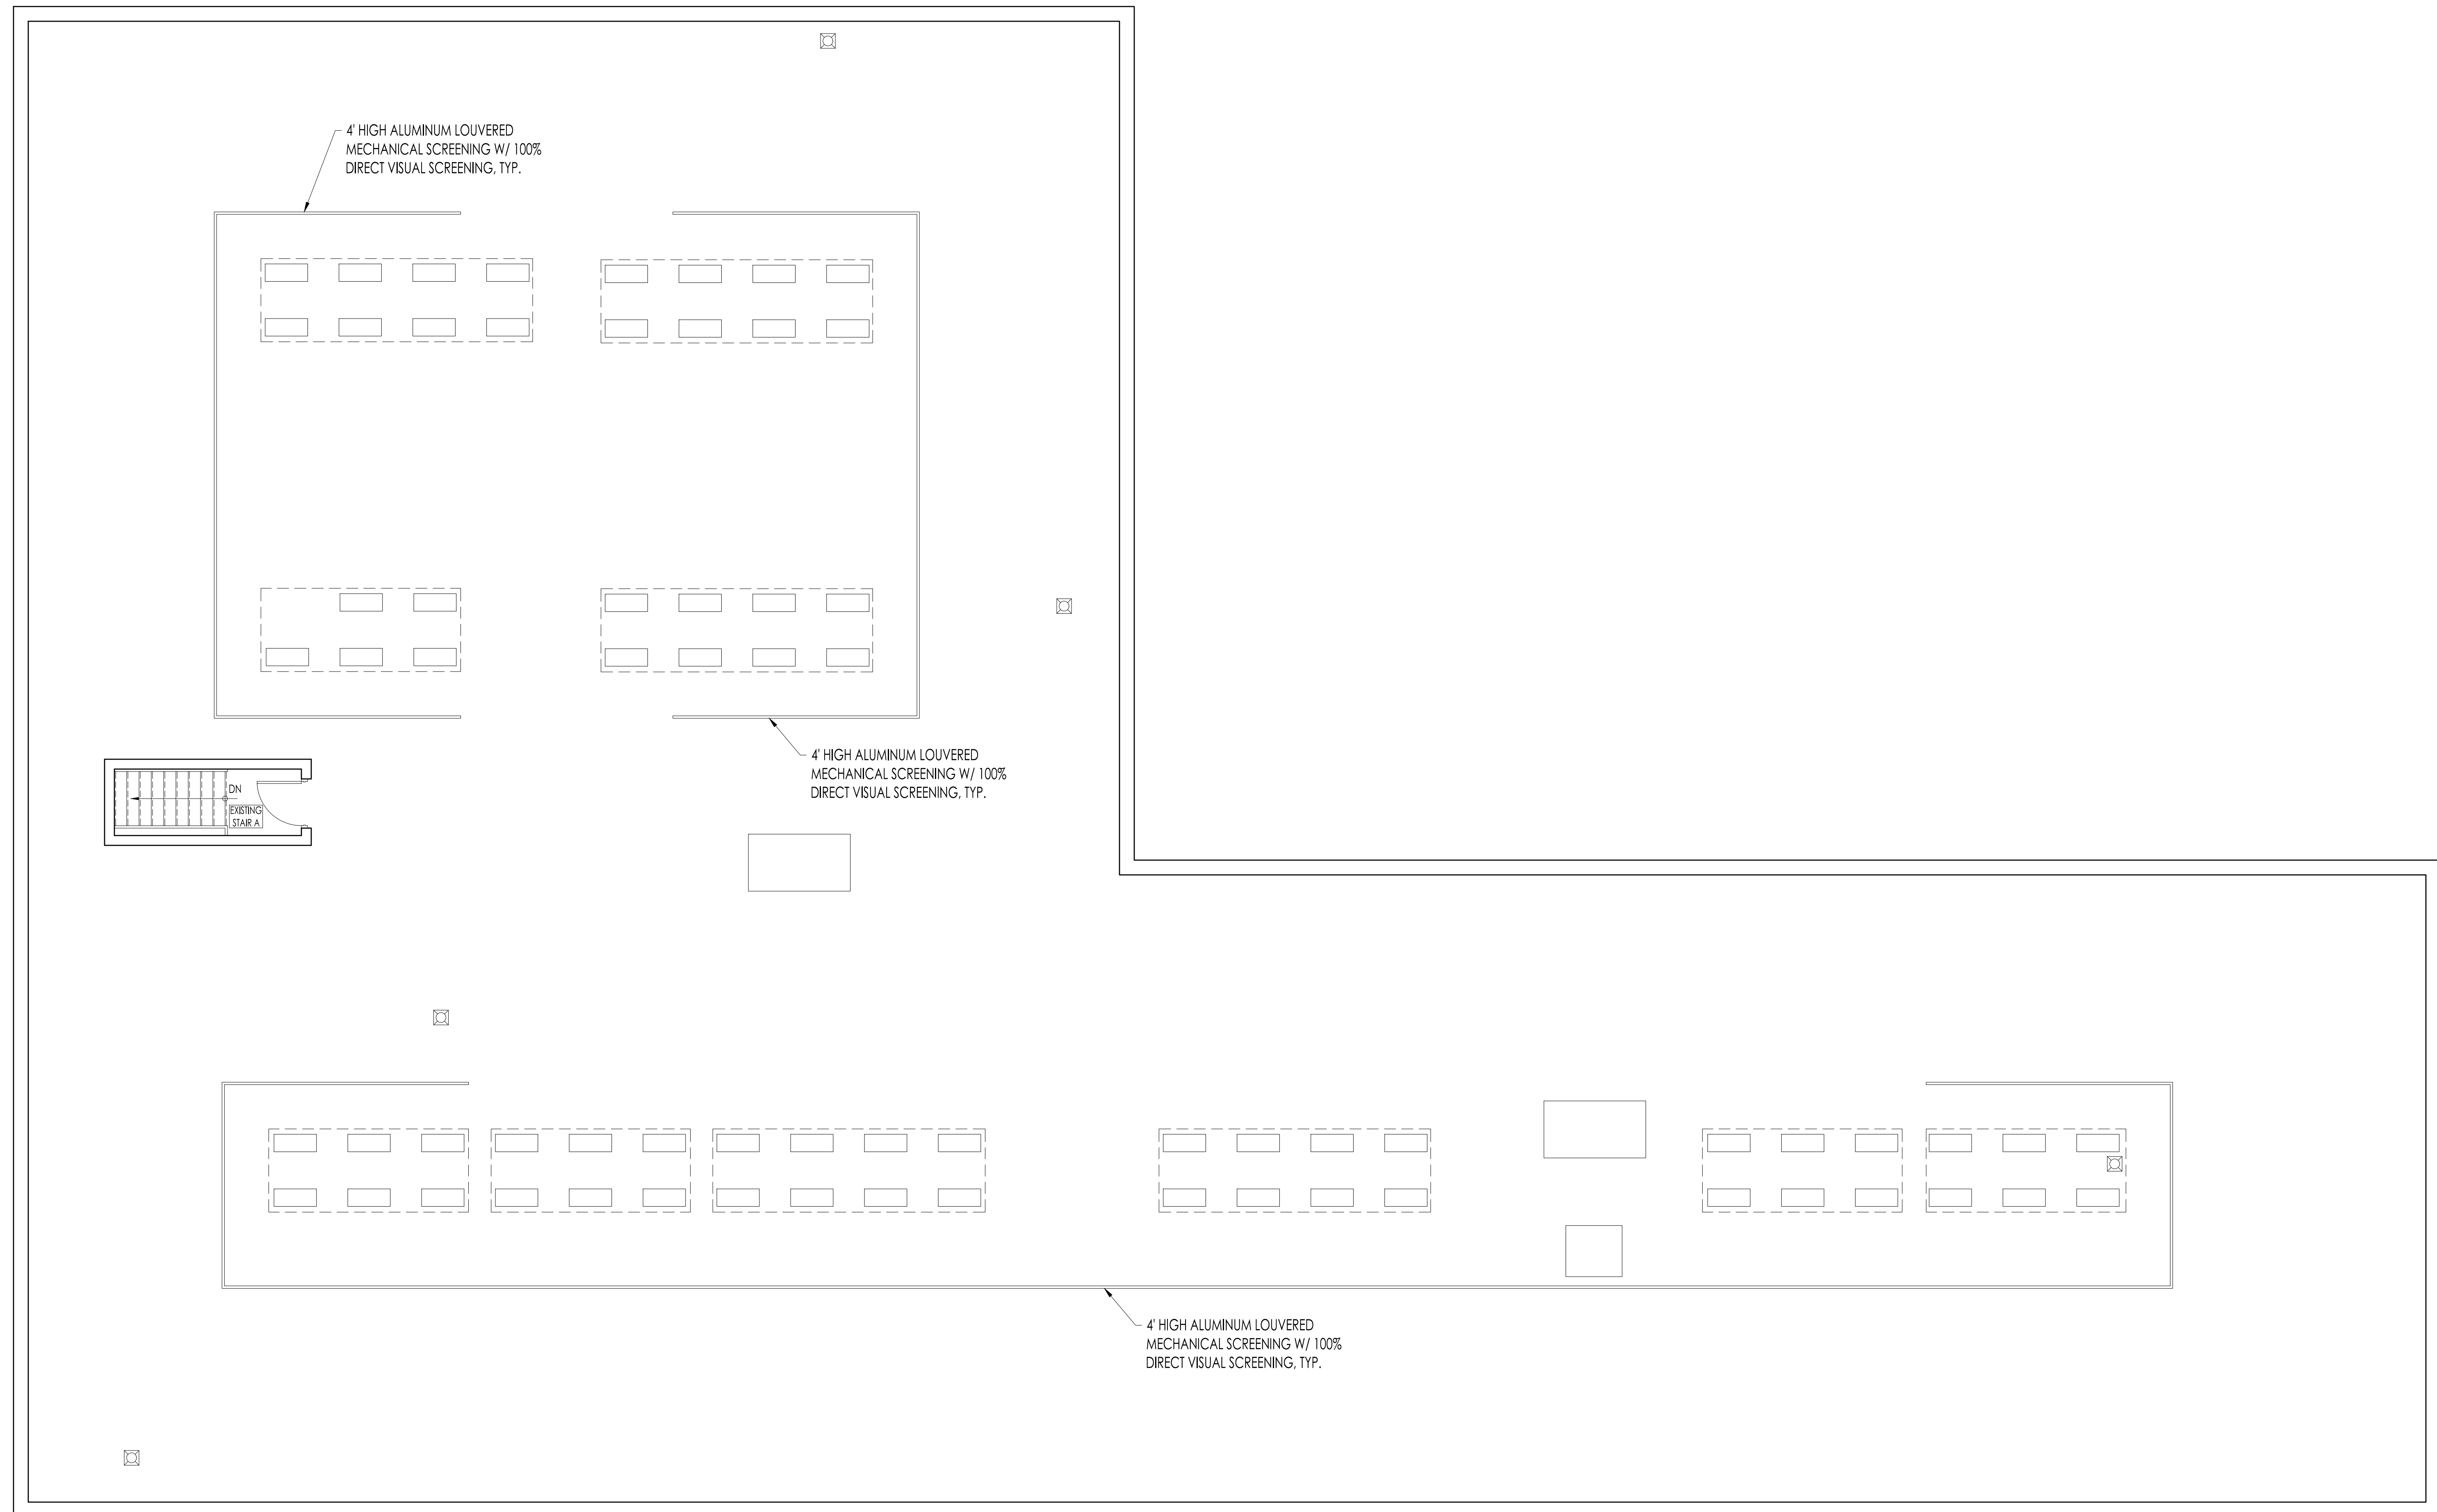 4' HIGH ALUMINUM LOUVERED
MECHANICAL SCREENING W/ 100%
DIRECT VISUAL SCREENING, TYP.
4' HIGH ALUMINUM LOUVERED
MECHANICAL SCREENING W/ 100%
DIRECT VISUAL SCREENING, TYP.
DN
EXISTING
STAIR A
4' HIGH ALUMINUM LOUVERED
MECHANICAL SCREENING W/ 100%
DIRECT VISUAL SCREENING, TYP.